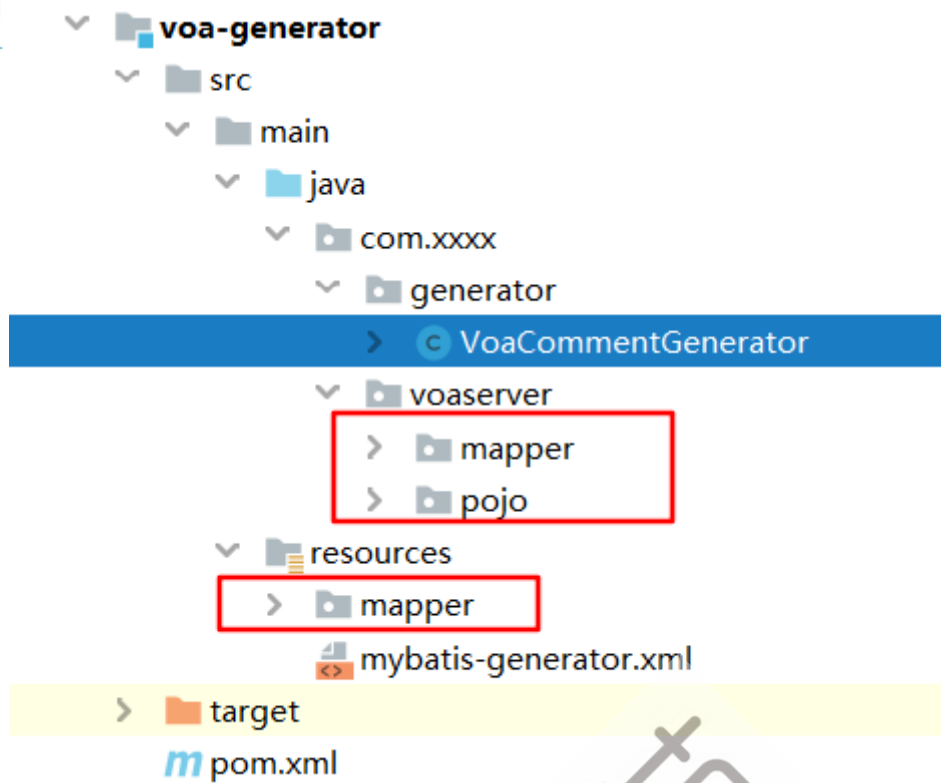 voa-generator
src
main
java
com.xxxx
generator
C VoaCommentGenerator
voaserver
mapper
pojo
resources
mapper
mybatis-generator.xml
target
m pom.xml